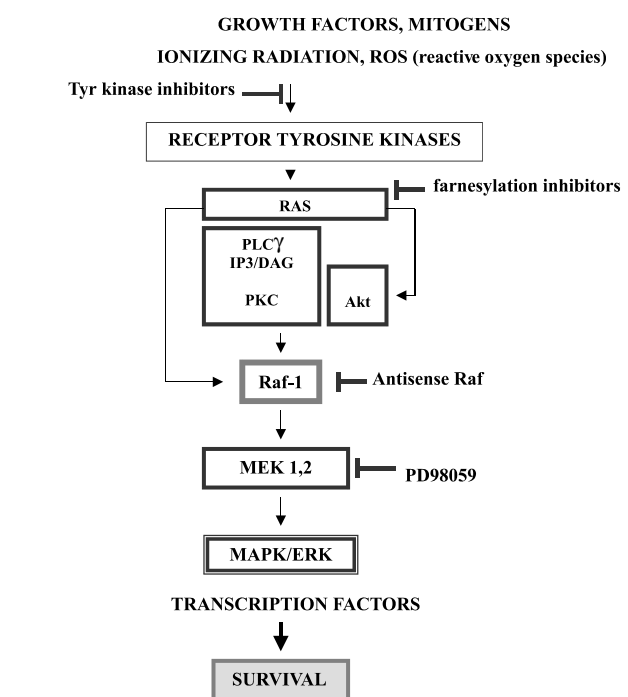 GROWTH FACTORS, MITOGENS
IONIZING RADIATION, ROS (reactive oxygen species)
Tyr kinase inhibitors
RECEPTOR TYROSINE KINASES
farnesylation inhibitors
RAS
PLCγ
IP3/DAG
PKC
Akt
Raf-1
Antisense Raf
MEK 1,2
PD98059
MAPK/ERK
TRANSCRIPTION FACTORS
SURVIVAL